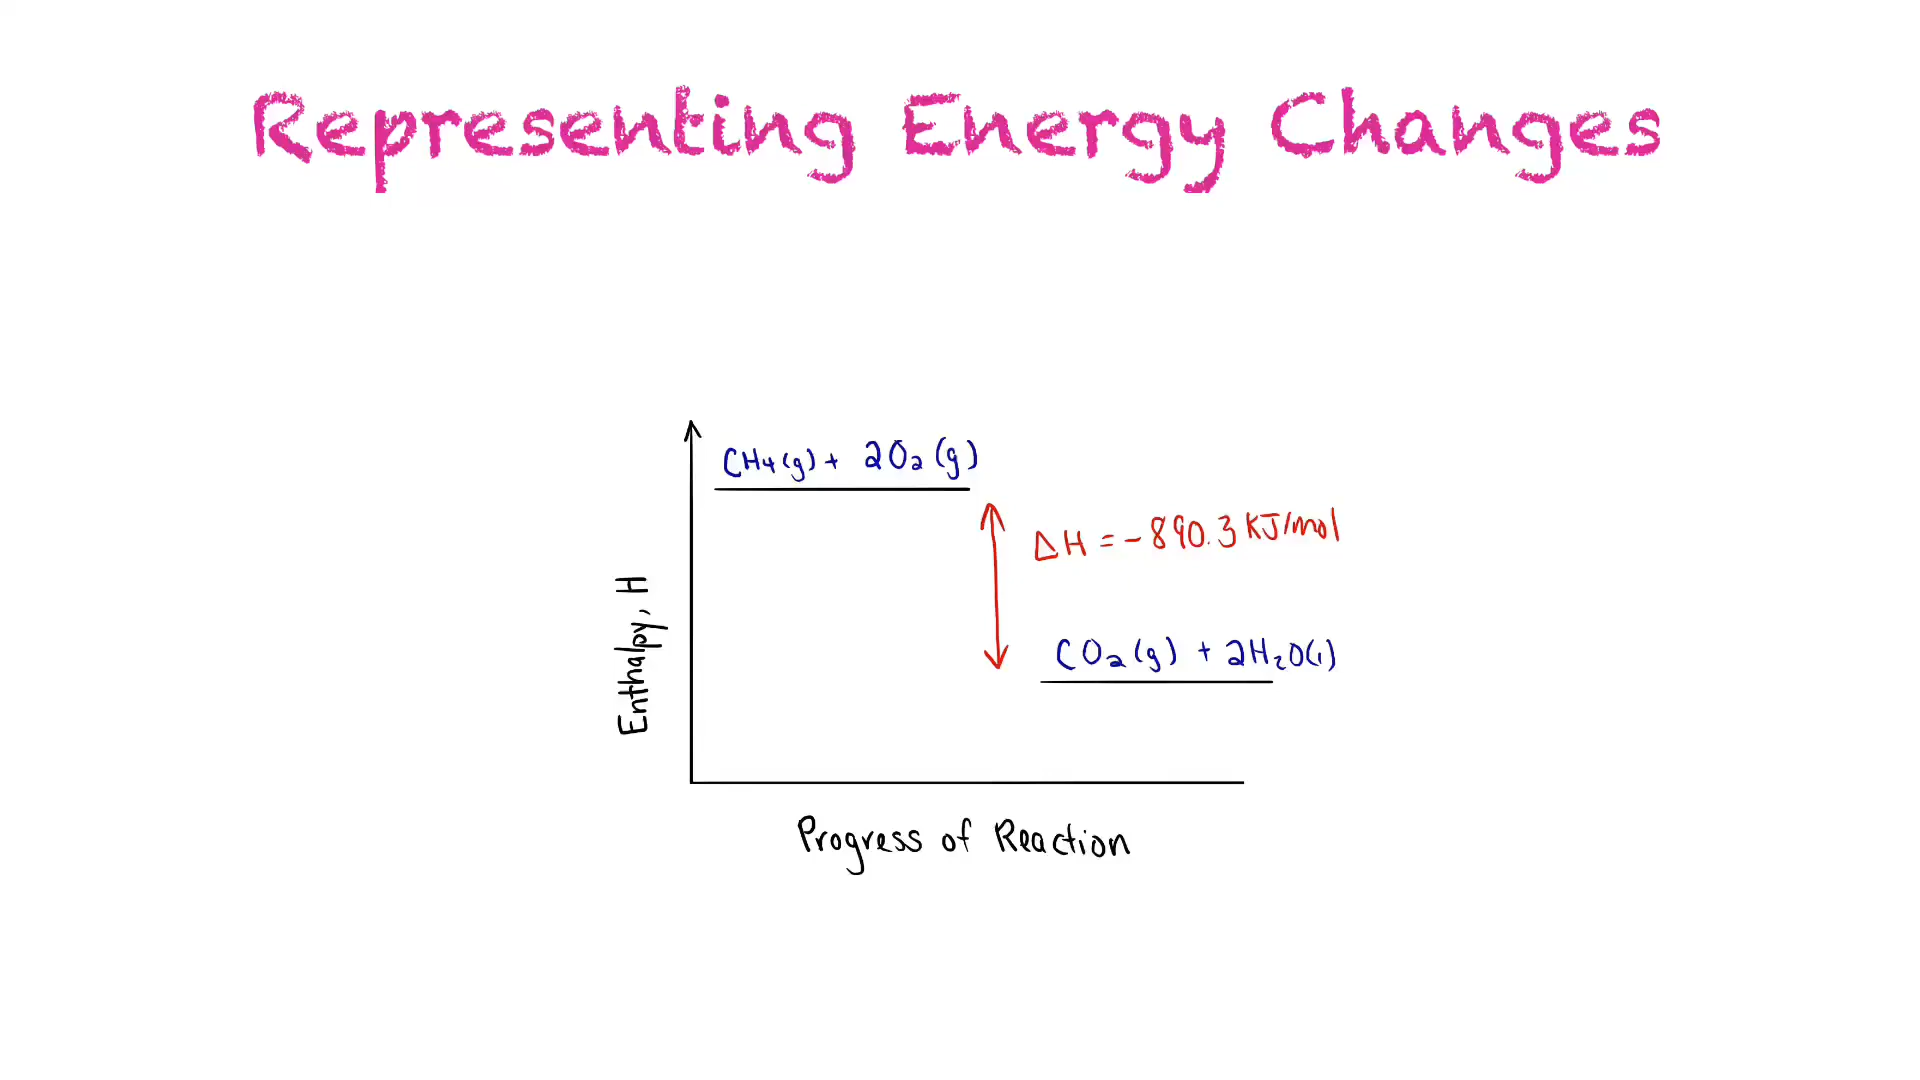 Representing Energy Changes
CH₄(g) + 2O₂(g)
ΔH = -890.3 kJ/mol
Enthalpy, H
CO₂(g) + 2H₂O(l)
Progress of Reaction